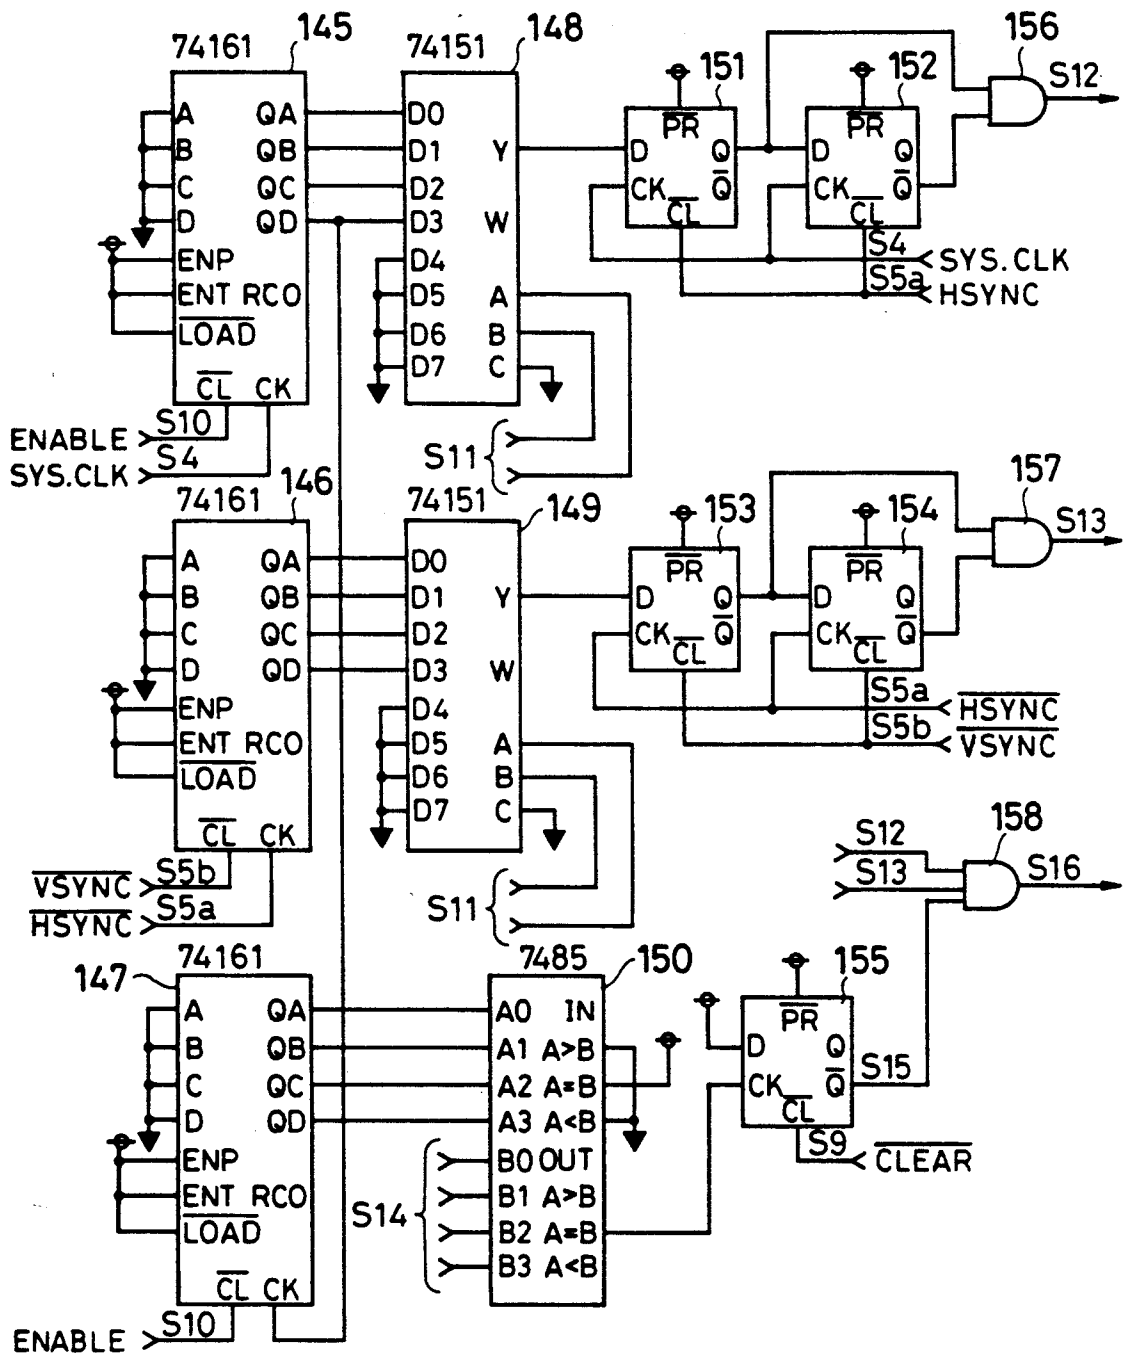 74161 145
A QA
B QB
C QC
D QD
ENP
ENT RCO
LOAD
CL CK
ENABLE S10
SYS.CLK S4
74151 148
D0
D1 Y
D2
D3 W
D4
D5 A
D6 B
D7 C
S11
151
PR
D Q
CK Q
CL
152
PR
D Q
CK Q
CL
156
S12
S4 SYS.CLK
S5a HSYNC
74161 146
A QA
B QB
C QC
D QD
ENP
ENT RCO
LOAD
CL CK
VSYNC S5b
HSYNC S5a
74151 149
D0
D1 Y
D2
D3 W
D4
D5 A
D6 B
D7 C
S11
153
PR
D Q
CK Q
CL
154
PR
D Q
CK Q
CL
157
S13
S5a HSYNC
S5b VSYNC
147 74161
A QA
B QB
C QC
D QD
ENP
ENT RCO
LOAD
CL CK
ENABLE S10
7485 150
A0 IN
A1 A>B
A2 A=B
A3 A<B
B0 OUT
B1 A>B
B2 A=B
B3 A<B
S14
155
PR
D Q
CK Q
CL
S15
S9 CLEAR
S12
S13
158
S16